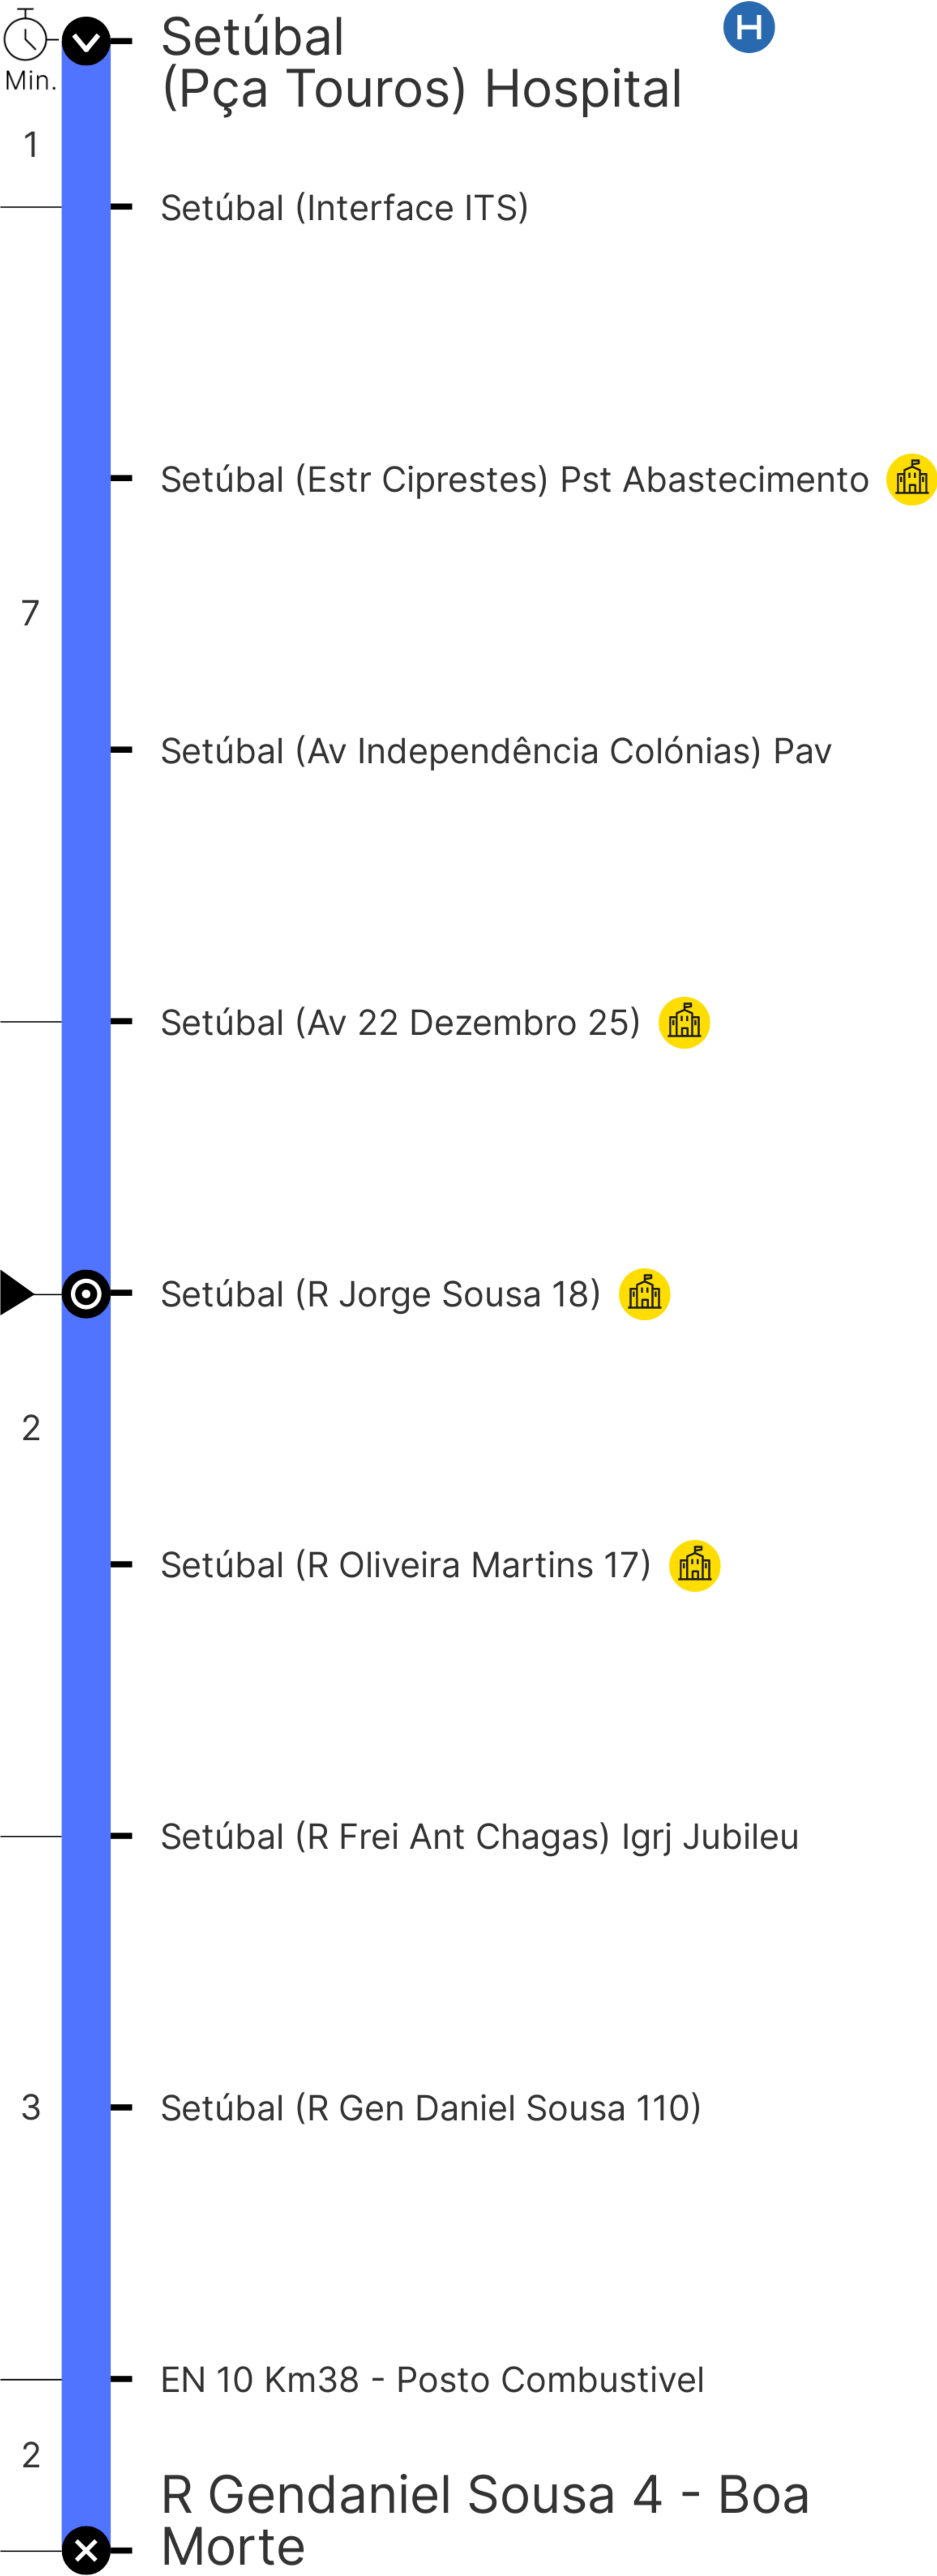 Setúbal
(Pça Touros) Hospital
H
Min.
1
Setúbal (Interface ITS)
Setúbal (Estr Ciprestes) Pst Abastecimento
7
Setúbal (Av Independência Colónias) Pav
Setúbal (Av 22 Dezembro 25)
Setúbal (R Jorge Sousa 18)
2
Setúbal (R Oliveira Martins 17)
Setúbal (R Frei Ant Chagas) Igrj Jubileu
3
Setúbal (R Gen Daniel Sousa 110)
EN 10 Km38 - Posto Combustivel
2
R Gendaniel Sousa 4 - Boa
Morte